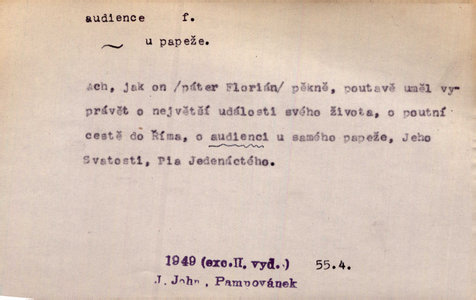 audience f.
u papeže.
Ach, jak on /páter Florián/ pěkně, poutavě uměl vy-
právět o největší události svého života, o poutní
cestě do Říma, o audienci u samého papeže, Jeho
Svatosti, Pia Jedenáctého.
1949 (exc.II. vyd.) 55.4.
J. John, Pampovánek